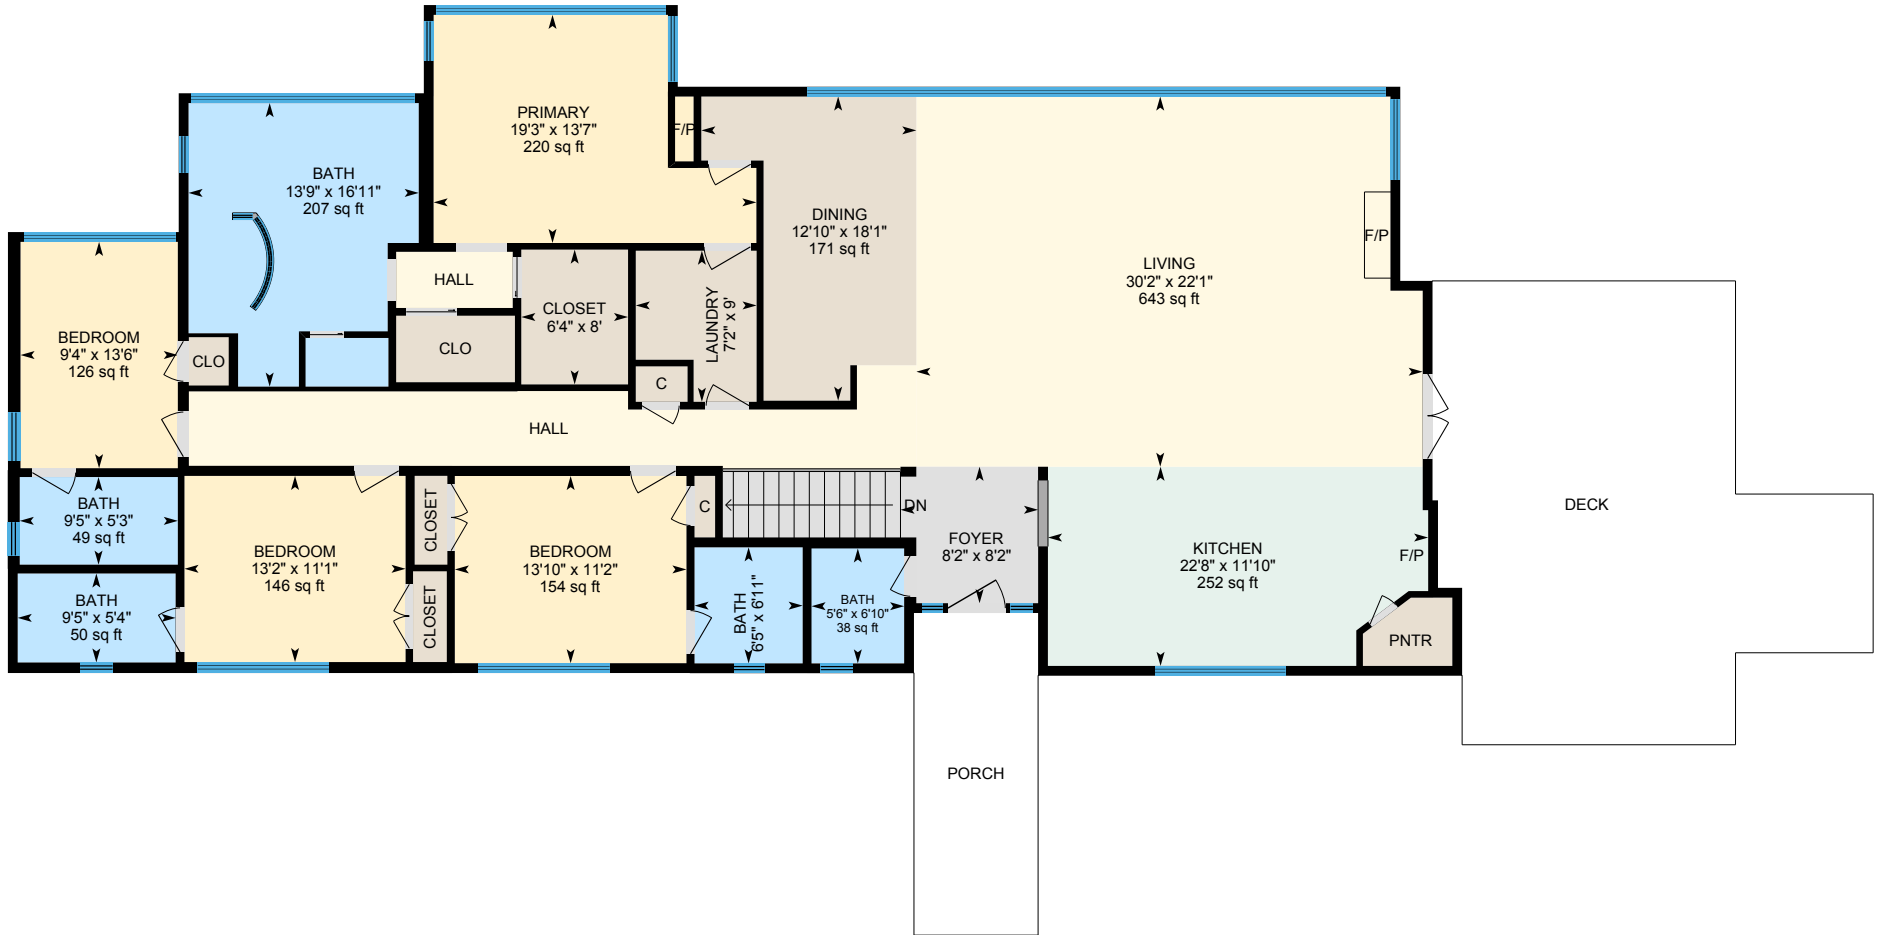 PRIMARY
19'3" x 13'7"
220 sq ft
F/P
BATH
13'9" x 16'11"
207 sq ft
DINING
12'10" x 18'1"
171 sq ft
LIVING
30'2" x 22'1"
643 sq ft
F/P
HALL
CLOSET
6'4" x 8'
LAUNDRY
7'2" x 9'
BEDROOM
9'4" x 13'6"
126 sq ft
CLO
CLO
C
HALL
BATH
9'5" x 5'3"
49 sq ft
BEDROOM
13'2" x 11'1"
146 sq ft
CLOSET
CLOSET
BEDROOM
13'10" x 11'2"
154 sq ft
C
DN
FOYER
8'2" x 8'2"
KITCHEN
22'8" x 11'10"
252 sq ft
F/P
DECK
BATH
9'5" x 5'4"
50 sq ft
BATH
6'5" x 6'11"
BATH
5'6" x 6'10"
38 sq ft
PNTR
PORCH